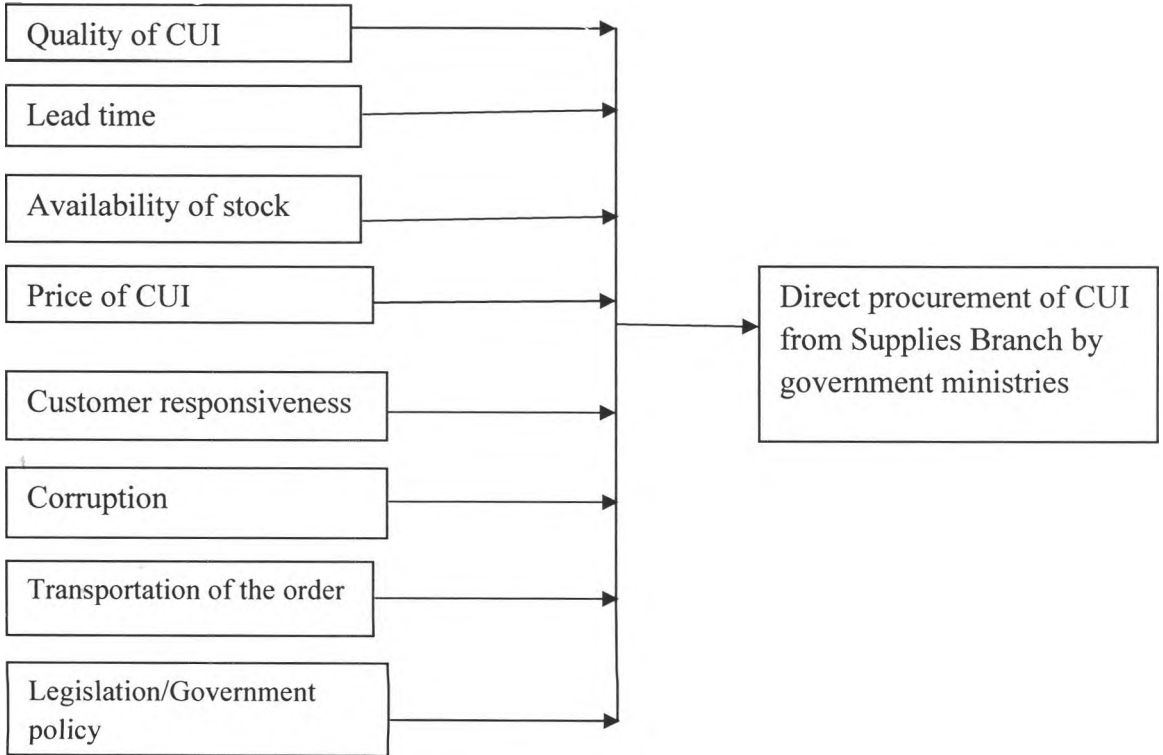 Quality of CUI
Lead time
Availability of stock
Price of CUI
Customer responsiveness
Corruption
Transportation of the order
Legislation/Government
policy
Direct procurement of CUI
from Supplies Branch by
government ministries